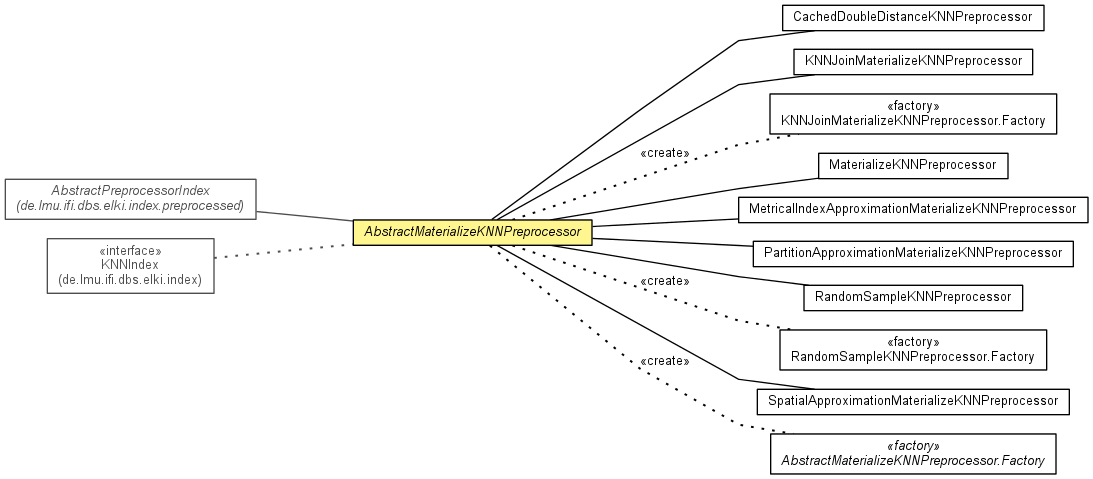 AbstractPreprocessorIndex
(de.lmu.ifi.dbs.elki.index.preprocessed)
«interface»
KNNIndex
(de.lmu.ifi.dbs.elki.index)
AbstractMaterializeKNNPreprocessor
CachedDoubleDistanceKNNPreprocessor
KNNJoinMaterializeKNNPreprocessor
«factory»
KNNJoinMaterializeKNNPreprocessor.Factory
«create»
MaterializeKNNPreprocessor
MetricalIndexApproximationMaterializeKNNPreprocessor
PartitionApproximationMaterializeKNNPreprocessor
RandomSampleKNNPreprocessor
«create»
«factory»
RandomSampleKNNPreprocessor.Factory
«create»
SpatialApproximationMaterializeKNNPreprocessor
«factory»
AbstractMaterializeKNNPreprocessor.Factory